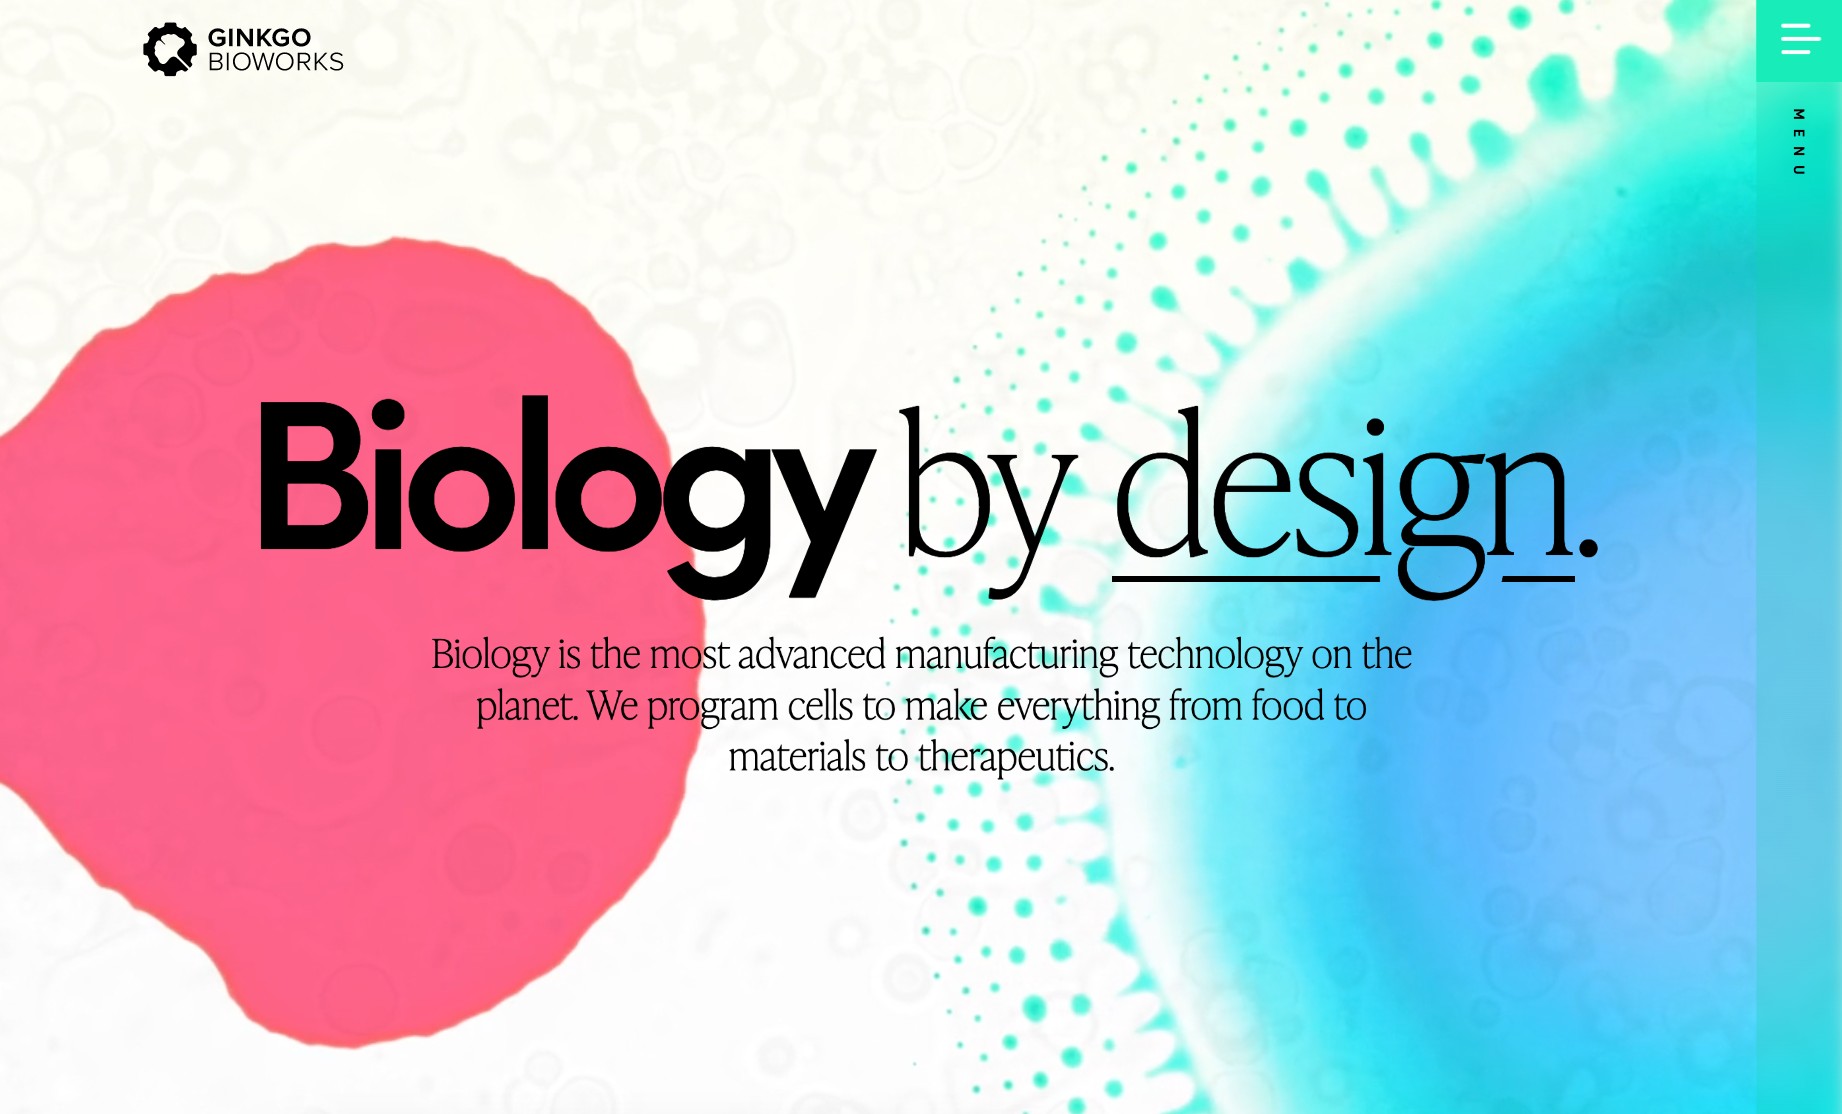 GINKGO
BIOWORKS
MENU
Biology by design.
Biology is the most advanced manufacturing technology on the
planet. We program cells to make everything from food to
materials to therapeutics.